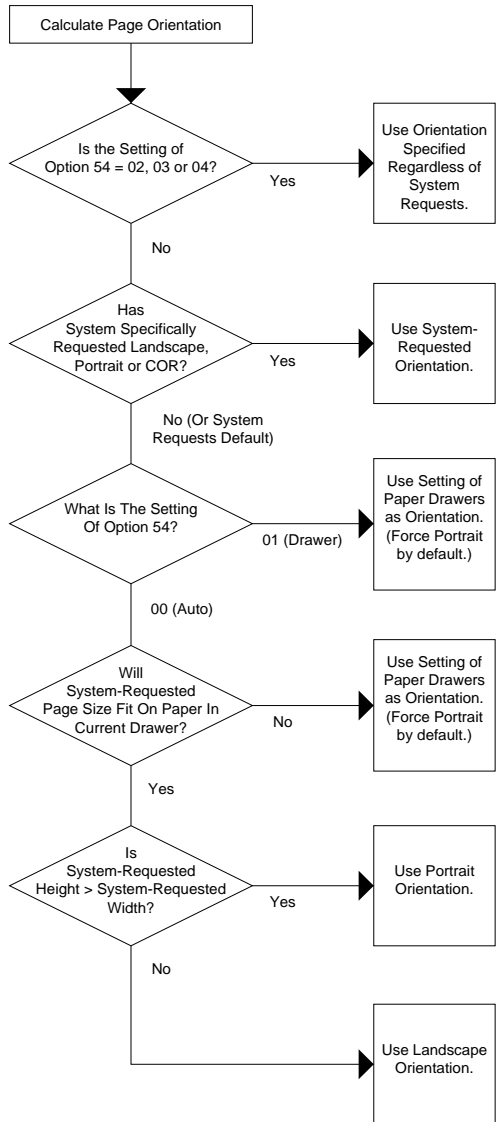 Calculate Page Orientation
Is the Setting of
Option 54 = 02, 03 or 04?
Yes
Use Orientation
Specified
Regardless of
System
Requests.
No
Has
System Specifically
Requested Landscape,
Portrait or COR?
Yes
Use System-
Requested
Orientation.
No (Or System
Requests Default)
What Is The Setting
Of Option 54?
01 (Drawer)
Use Setting of
Paper Drawers
as Orientation.
(Force Portrait
by default.)
00 (Auto)
Will
System-Requested
Page Size Fit On Paper In
Current Drawer?
No
Use Setting of
Paper Drawers
as Orientation.
(Force Portrait
by default.)
Yes
Is
System-Requested
Height > System-Requested
Width?
Yes
Use Portrait
Orientation.
No
Use Landscape
Orientation.